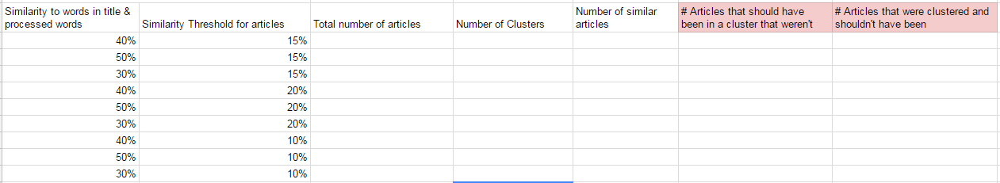 Similarity to words in title &
processed words
Similarity Threshold for articles
Total number of articles
Number of Clusters
Number of similar
articles
# Articles that should have
been in a cluster that weren't
# Articles that were clustered and
shouldn't have been
40% 15%
50% 15%
30% 15%
40% 20%
50% 20%
30% 20%
40% 10%
50% 10%
30% 10%